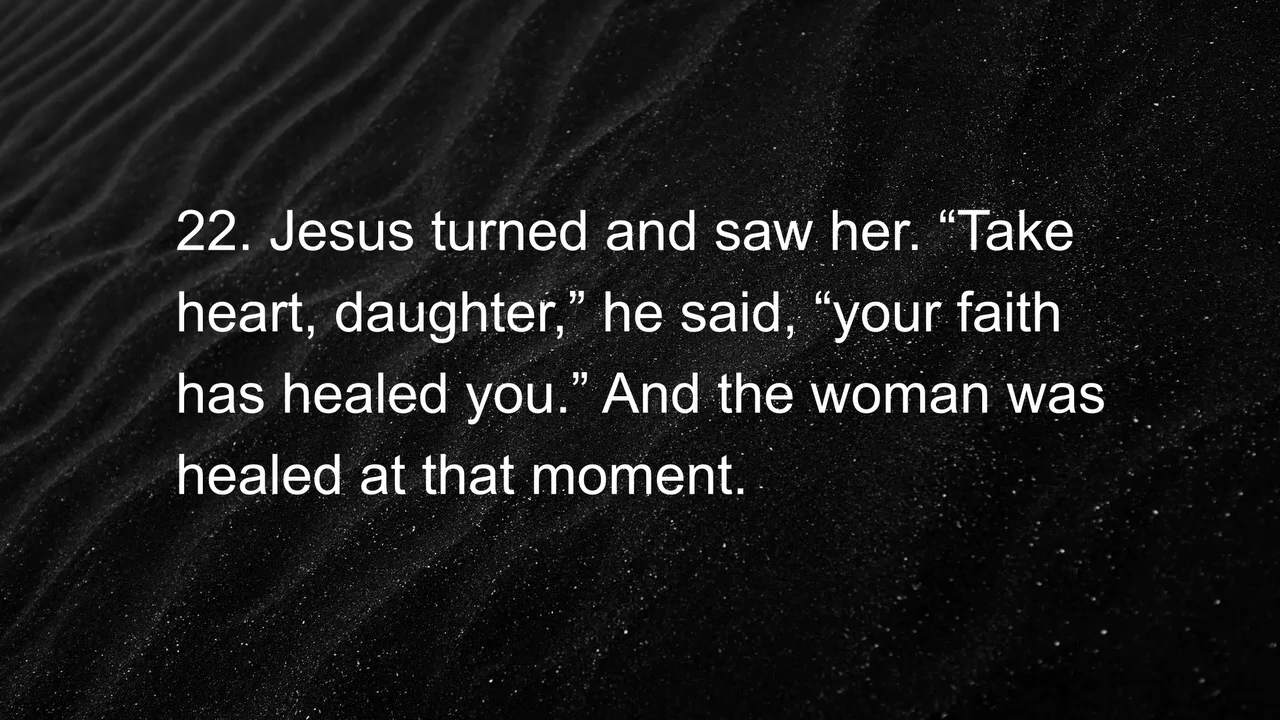 22. Jesus turned and saw her. “Take
heart, daughter,” he said, “your faith
has healed you.” And the woman was
healed at that moment.